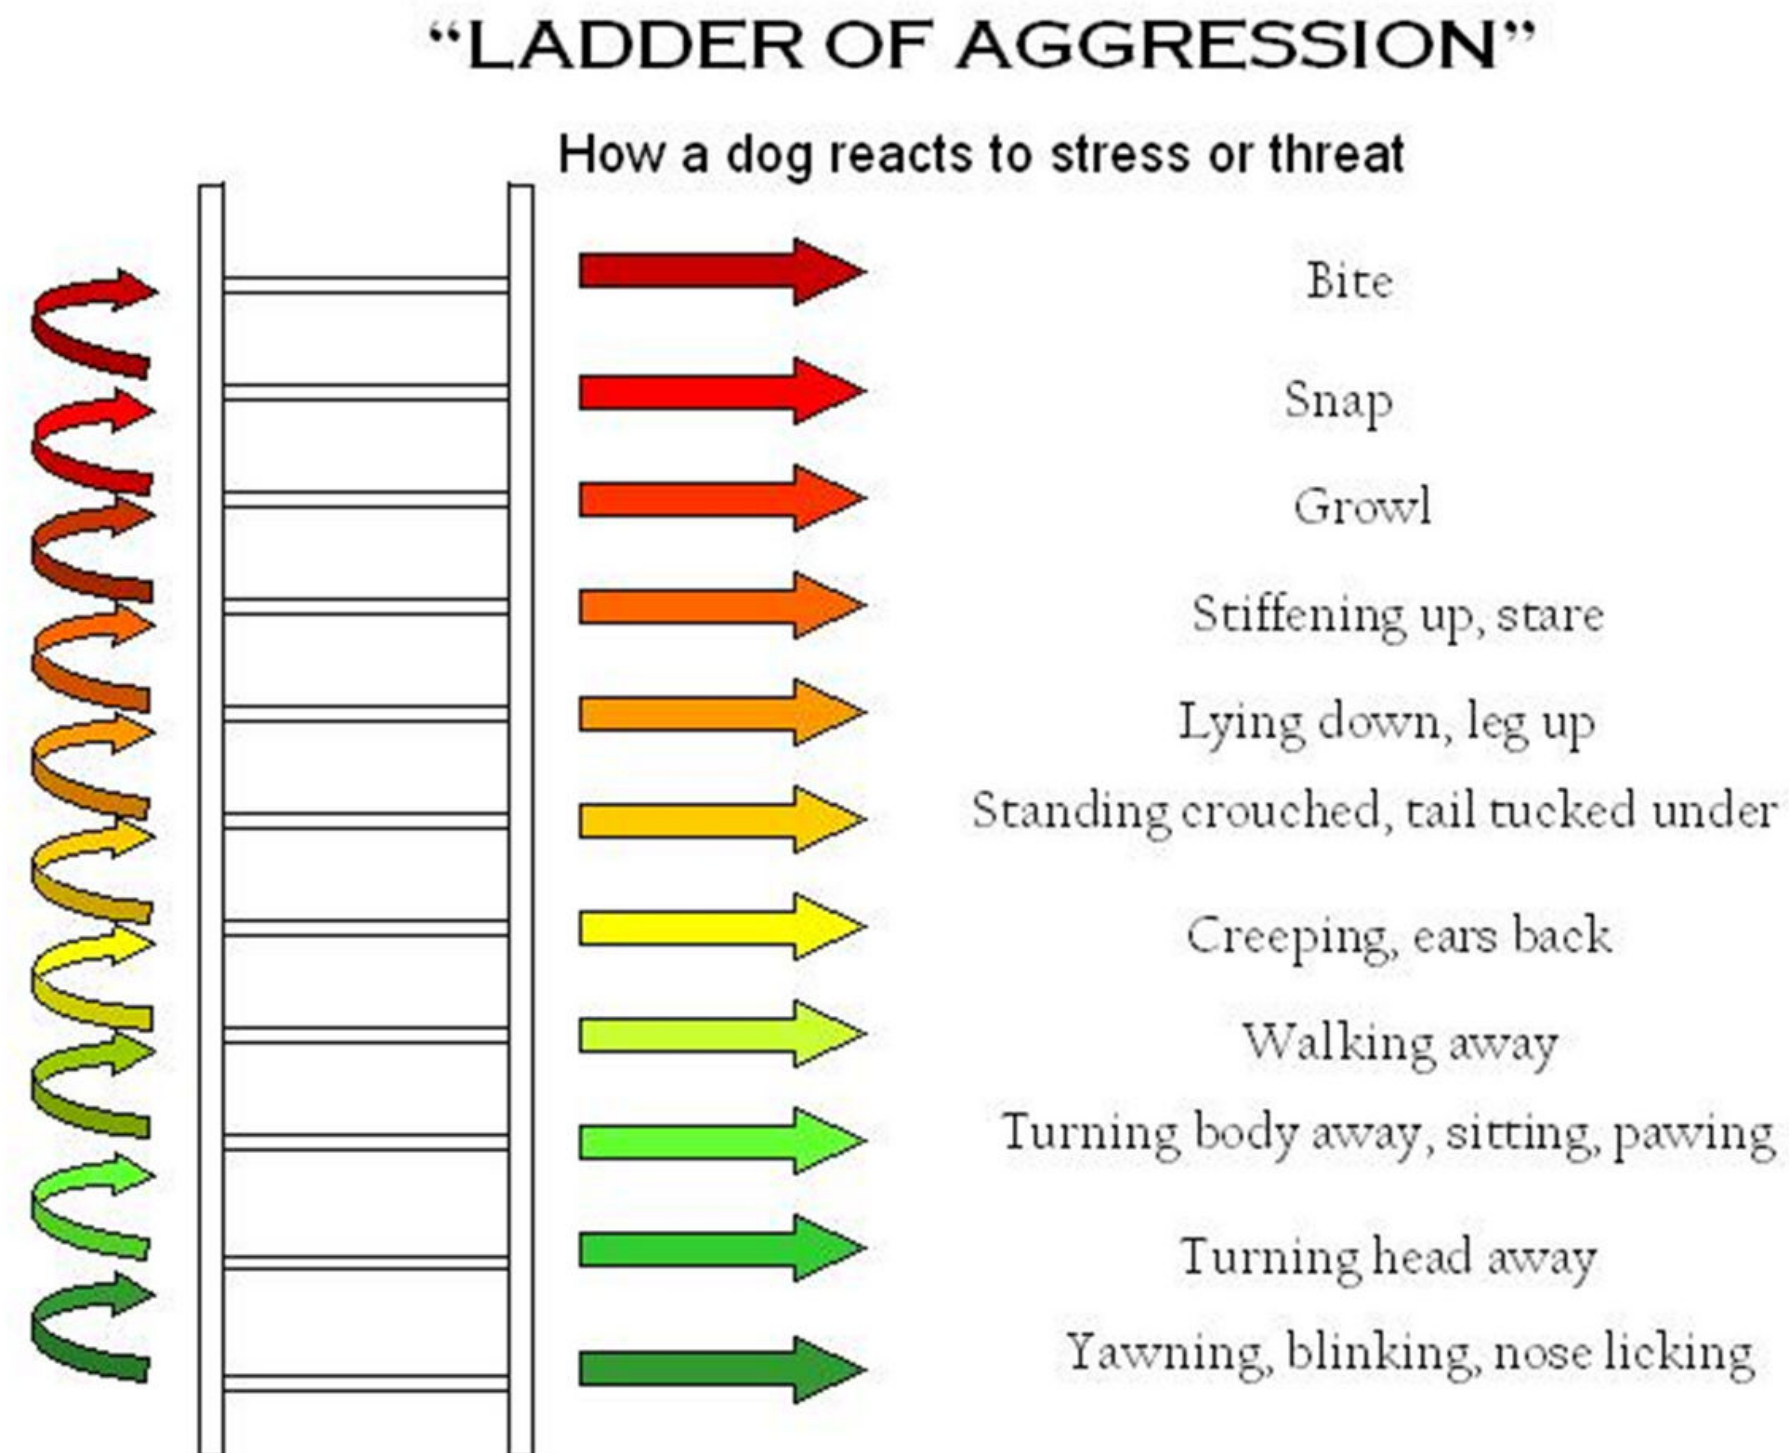 “LADDER OF AGGRESSION”
How a dog reacts to stress or threat
Bite
Snap
Growl
Stiffening up, stare
Lying down, leg up
Standing crouched, tail tucked under
Creeping, ears back
Walking away
Turning body away, sitting, pawing
Turning head away
Yawning, blinking, nose licking